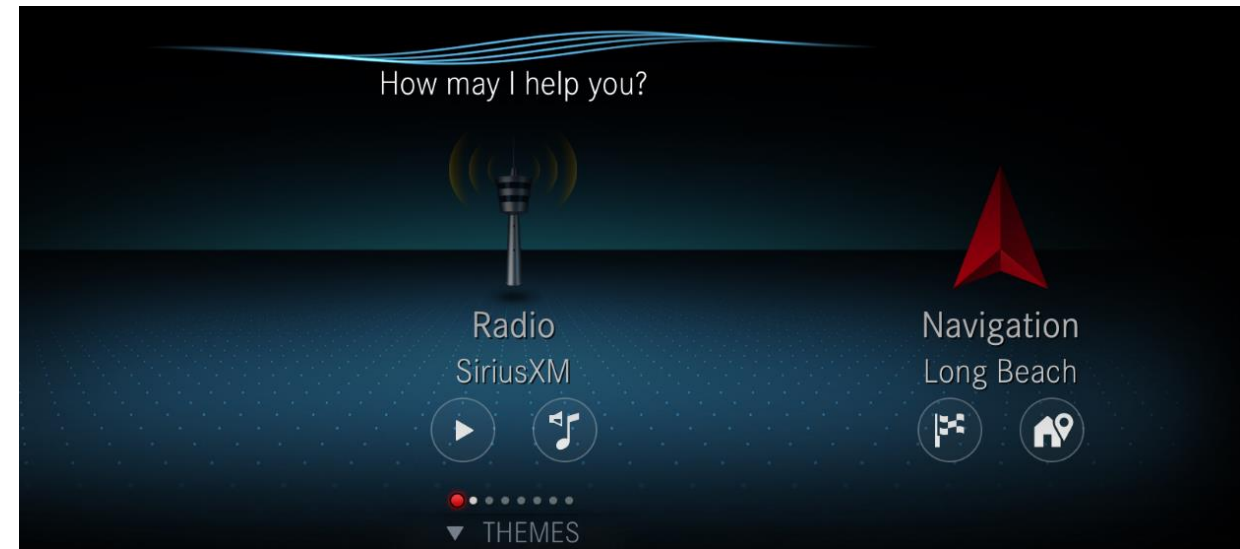 How may I help you?
Radio
SiriusXM
Navigation
Long Beach
THEMES